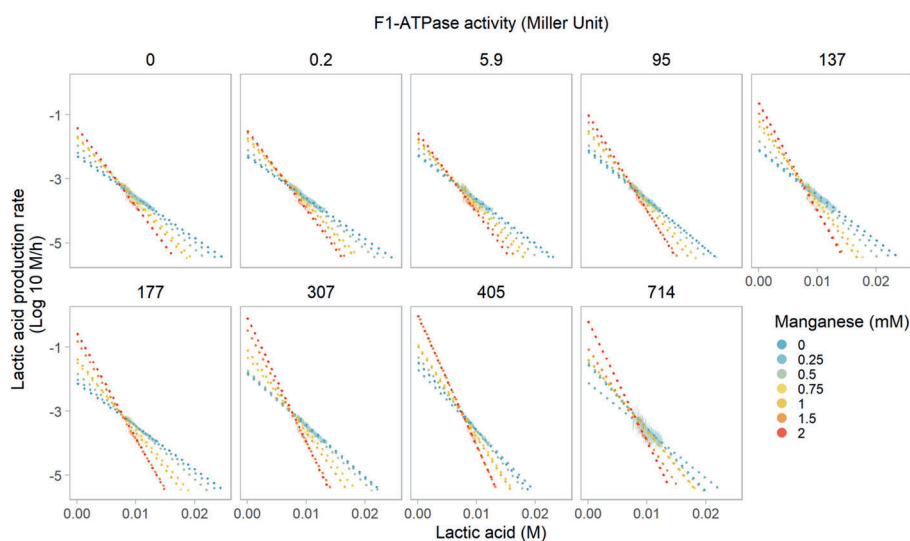 F1-ATPase activity (Miller Unit)
0 0.2 5.9 95 137
-1
-3
-5
177 307 405 714
0.00 0.01 0.02
-1
-3
-5
0.00 0.01 0.02 0.00 0.01 0.02 0.00 0.01 0.02 0.00 0.01 0.02
Lactic acid production rate
(Log 10 M/h)
Lactic acid (M)
Manganese (mM)
0
0.25
0.5
0.75
1
1.5
2